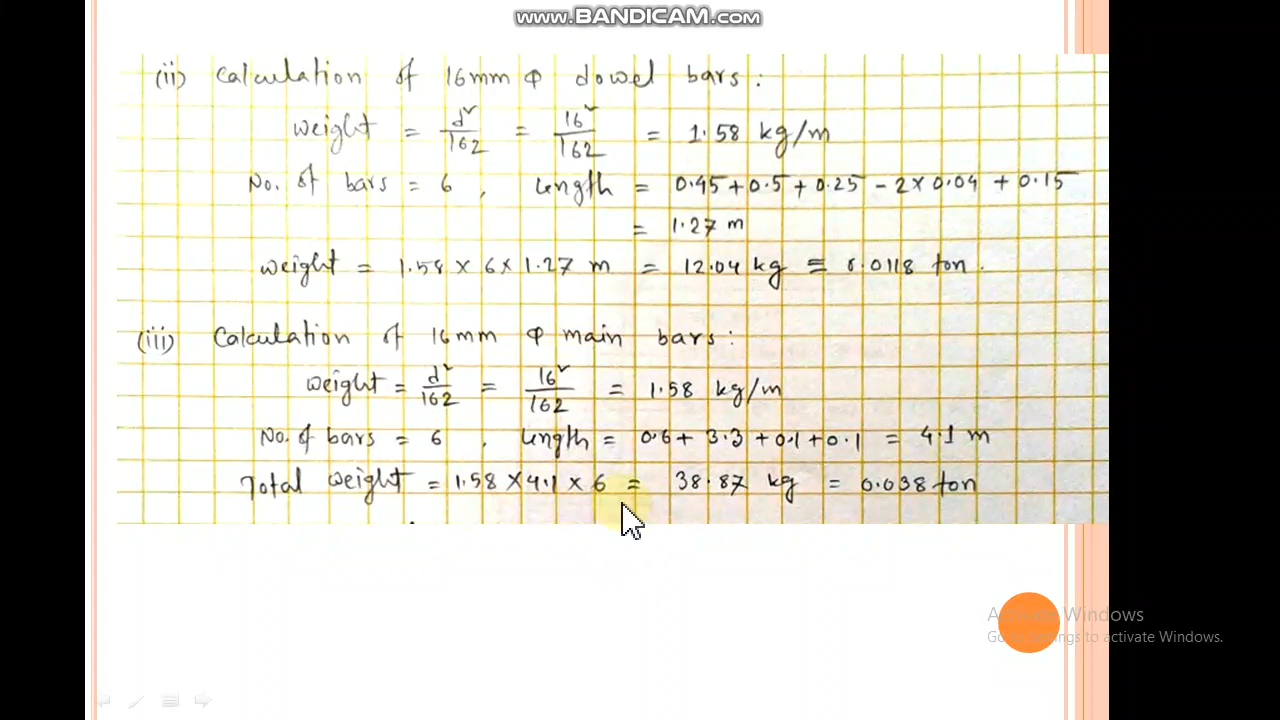 www.BANDICAM.com
(ii) Calculation of 16mm φ dowel bars :
weight = d²/162 = 16²/162 = 1.58 kg/m
No. of bars = 6 , Length = 0.45 + 0.5 + 0.25 - 2 × 0.04 + 0.15
= 1.27 m
weight = 1.58 × 6 × 1.27 m = 12.04 kg = 0.0118 ton.
(iii) Calculation of 16mm φ main bars :
weight = d²/162 = 16²/162 = 1.58 kg/m
No. of bars = 6 , Length = 0.6 + 3.3 + 0.1 + 0.1 = 4.1 m
Total weight = 1.58 × 4.1 × 6 = 38.87 kg = 0.038 ton
Activate Windows
Go to Settings to activate Windows.